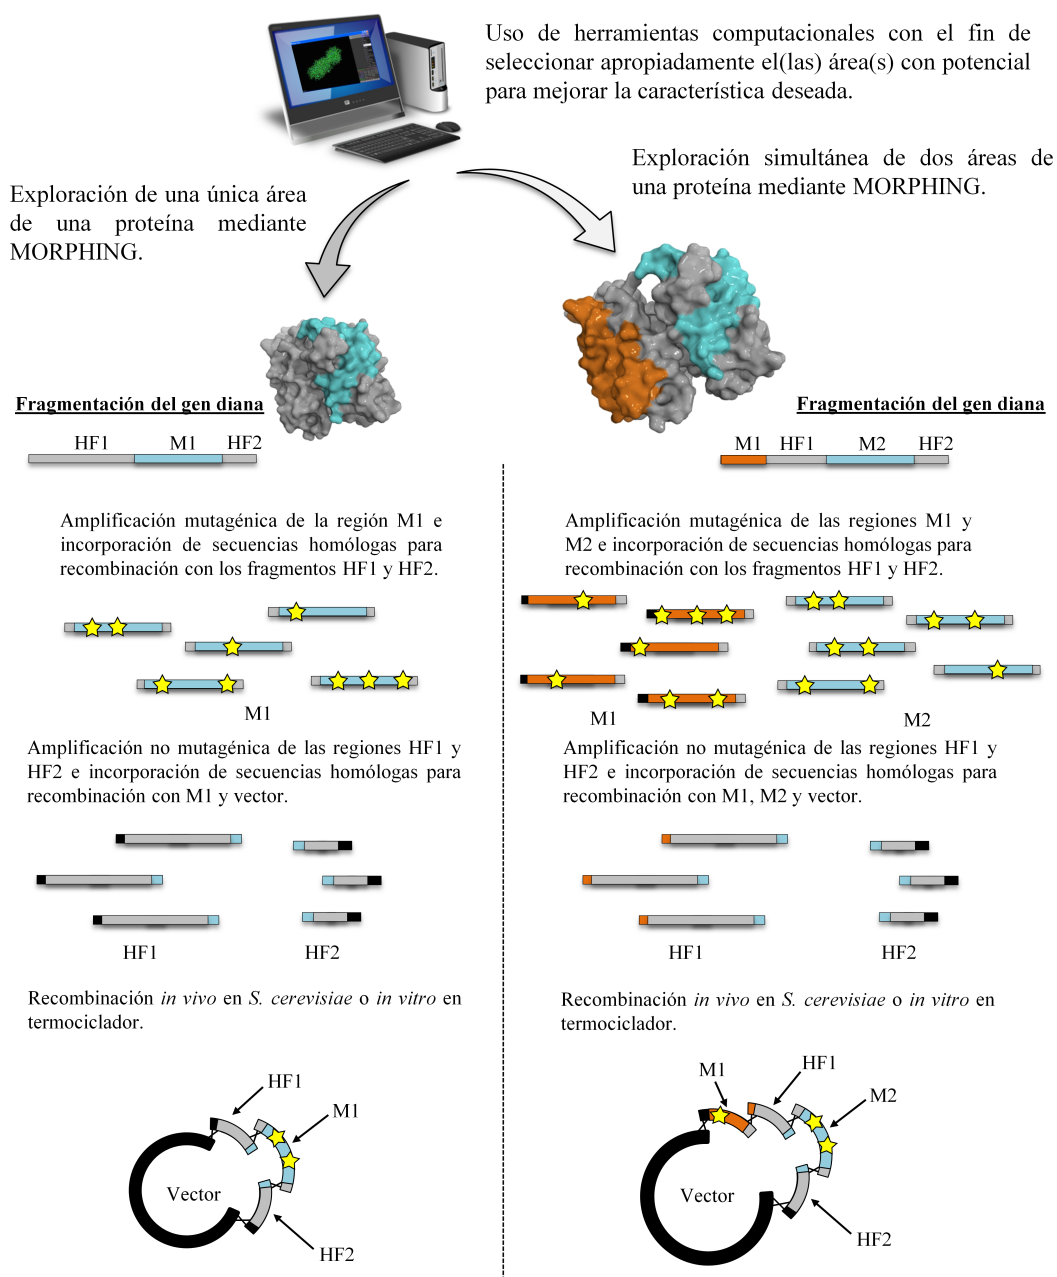 Uso de herramientas computacionales con el fin de
seleccionar apropiadamente el(las) área(s) con potencial
para mejorar la característica deseada.
Exploración simultánea de dos áreas de
una proteína mediante MORPHING.
Exploración de una única área
de una proteína mediante
MORPHING.
Fragmentación del gen diana
HF1 M1 HF2
Fragmentación del gen diana
M1 HF1 M2 HF2
Amplificación mutagénica de la región M1 e
incorporación de secuencias homólogas para
recombinación con los fragmentos HF1 y HF2.
M1
Amplificación no mutagénica de las regiones HF1 y
HF2 e incorporación de secuencias homólogas para
recombinación con M1 y vector.
HF1 HF2
Recombinación in vivo en S. cerevisiae o in vitro en
termociclador.
HF1
M1
Vector
HF2
Amplificación mutagénica de las regiones M1 y
M2 e incorporación de secuencias homólogas para
recombinación con los fragmentos HF1 y HF2.
M1 M2
Amplificación no mutagénica de las regiones HF1 y
HF2 e incorporación de secuencias homólogas para
recombinación con M1, M2 y vector.
HF1 HF2
Recombinación in vivo en S. cerevisiae o in vitro en
termociclador.
HF1
M1
M2
Vector
HF2